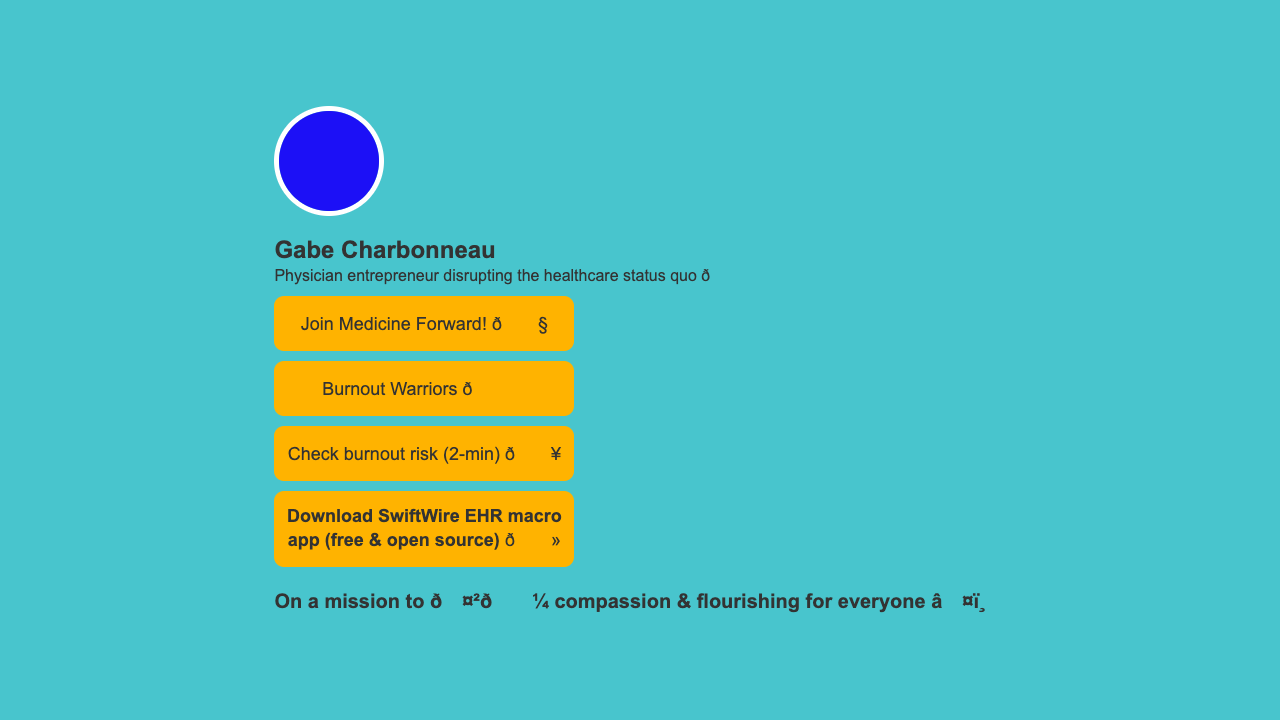 Gabe Charbonneau
Physician entrepreneur disrupting the healthcare status quo ð
Join Medicine Forward! ð §
Burnout Warriors ð
Check burnout risk (2-min) ð ¥
Download SwiftWire EHR macro
app (free & open source) ð »
On a mission to ð ¤²ð ¼ compassion & flourishing for everyone â ¤ï¸